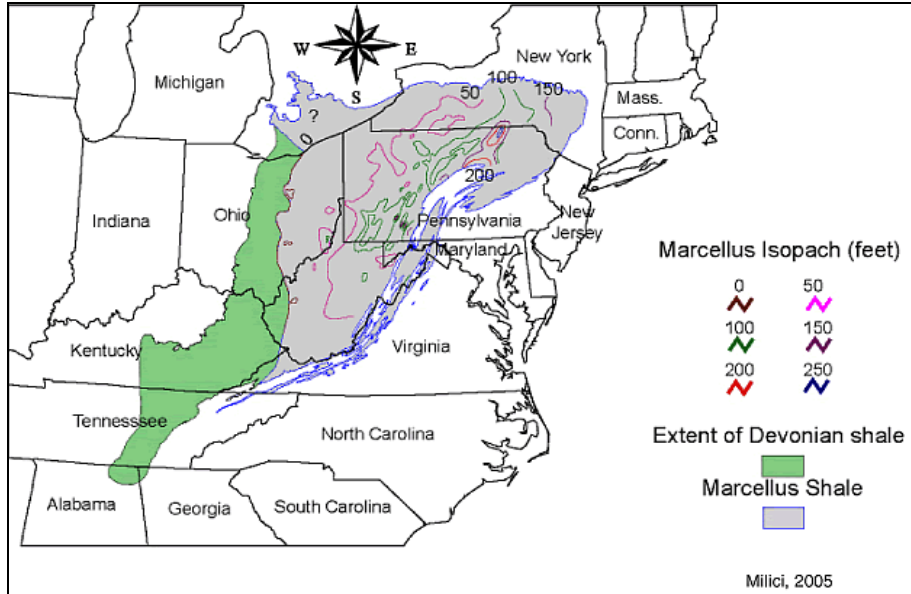 W E
S
New York
Michigan
100
50
150
Mass.
?
0
Conn.
200
Indiana
Ohio
Pennsylvania
New
Jersey
Maryland
Kentucky
Virginia
Tennesssee
North Carolina
Alabama
Georgia
South Carolina
Marcellus Isopach (feet)
0 50
100 150
200 250
Extent of Devonian shale
Marcellus Shale
Milici, 2005